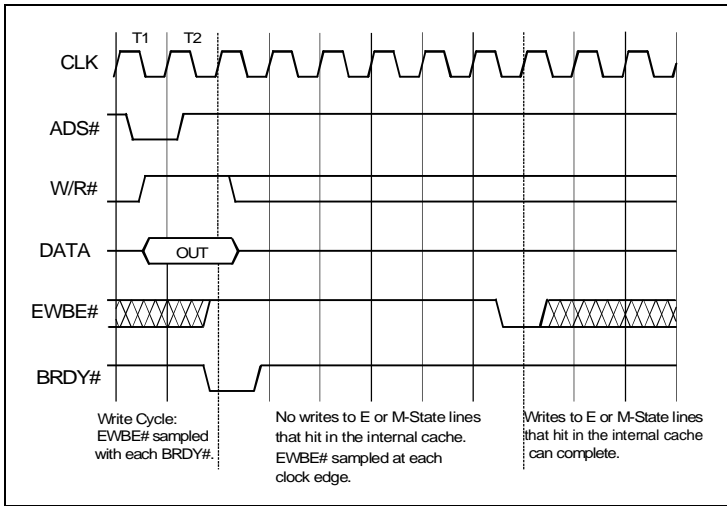 T1 T2
CLK
ADS#
W/R#
DATA
OUT
EWBE#
BRDY#
Write Cycle:
EWBE# sampled
with each BRDY#.
No writes to E or M-State lines
that hit in the internal cache.
EWBE# sampled at each
clock edge.
Writes to E or M-State lines
that hit in the internal cache
can complete.